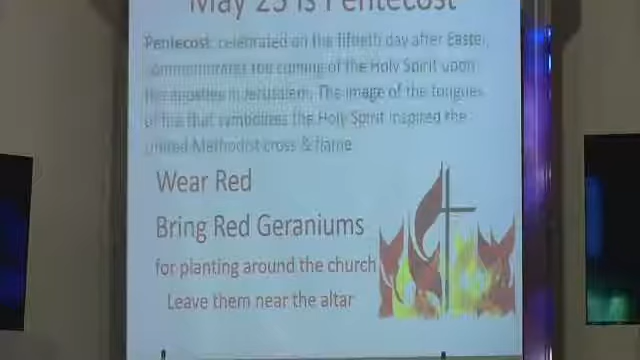 May 23 is Pentecost
Pentecost, celebrated on the fiftieth day after Easter,
commemorates the coming of the Holy Spirit upon
the apostles in Jerusalem. The image of the tongues
of fire that symbolizes the Holy Spirit inspired the
United Methodist cross & flame
Wear Red
Bring Red Geraniums
for planting around the church
Leave them near the altar